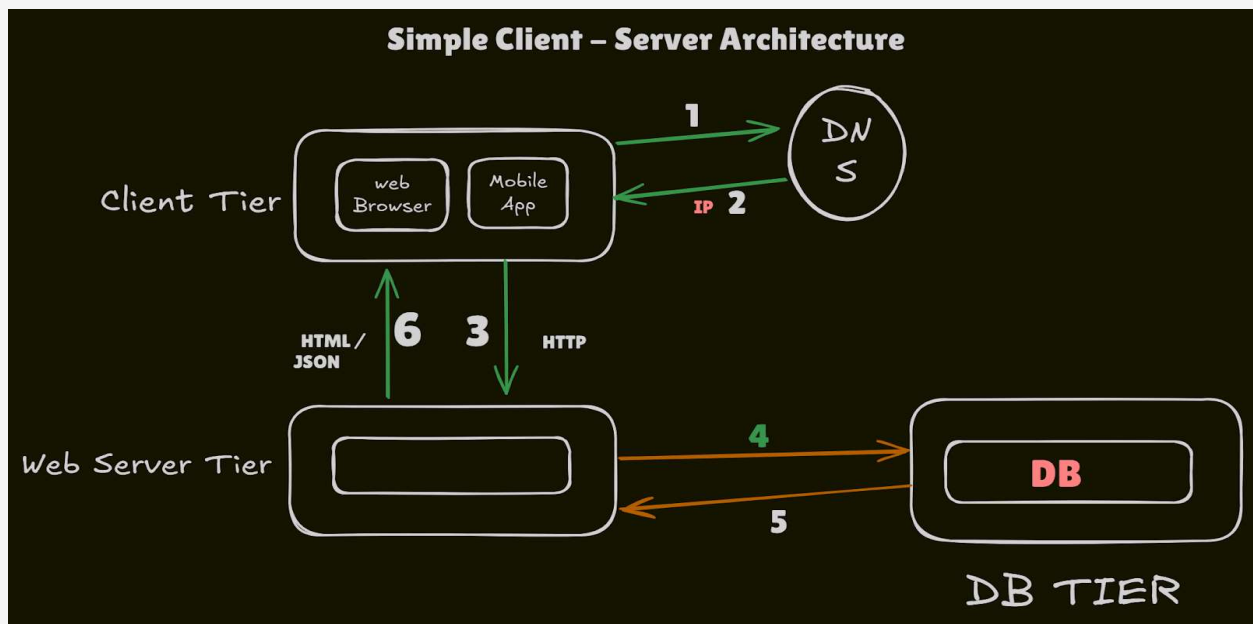 Simple Client – Server Architecture
1
DN
S
Client Tier
web
Browser
Mobile
App
IP 2
HTML /
JSON
6
3
HTTP
Web Server Tier
4
DB
5
DB TIER